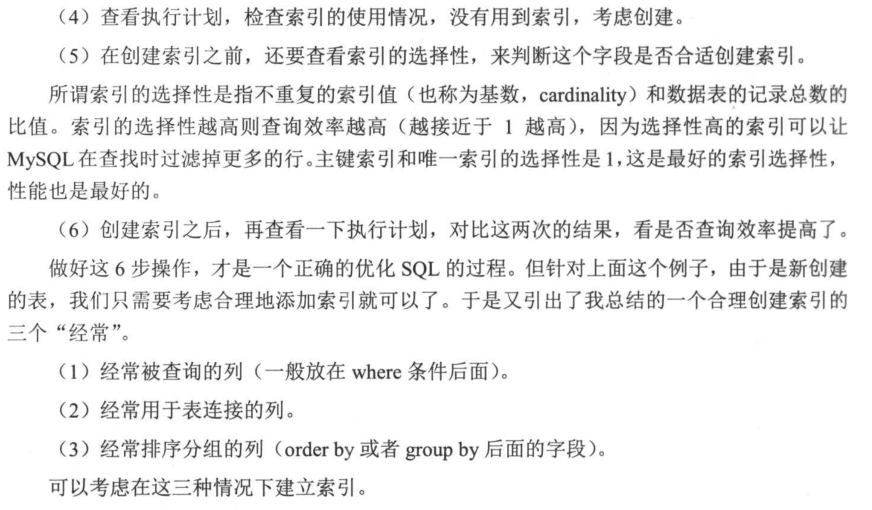 （4）查看执行计划，检查索引的使用情况，没有用到索引，考虑创建。
（5）在创建索引之前，还要查看索引的选择性，来判断这个字段是否合适创建索引。
所谓索引的选择性是指不重复的索引值（也称为基数，cardinality）和数据表的记录总数的
比值。索引的选择性越高则查询效率越高（越接近于 1 越高），因为选择性高的索引可以让
MySQL 在查找时过滤掉更多的行。主键索引和唯一索引的选择性是 1，这是最好的索引选择性，
性能也是最好的。
（6）创建索引之后，再查看一下执行计划，对比这两次的结果，看是否查询效率提高了。
做好这 6 步操作，才是一个正确的优化 SQL 的过程。但针对上面这个例子，由于是新创建
的表，我们只需要考虑合理地添加索引就可以了。于是又引出了我总结的一个合理创建索引的
三个“经常”。
（1）经常被查询的列（一般放在 where 条件后面）。
（2）经常用于表连接的列。
（3）经常排序分组的列（order by 或者 group by 后面的字段）。
可以考虑在这三种情况下建立索引。